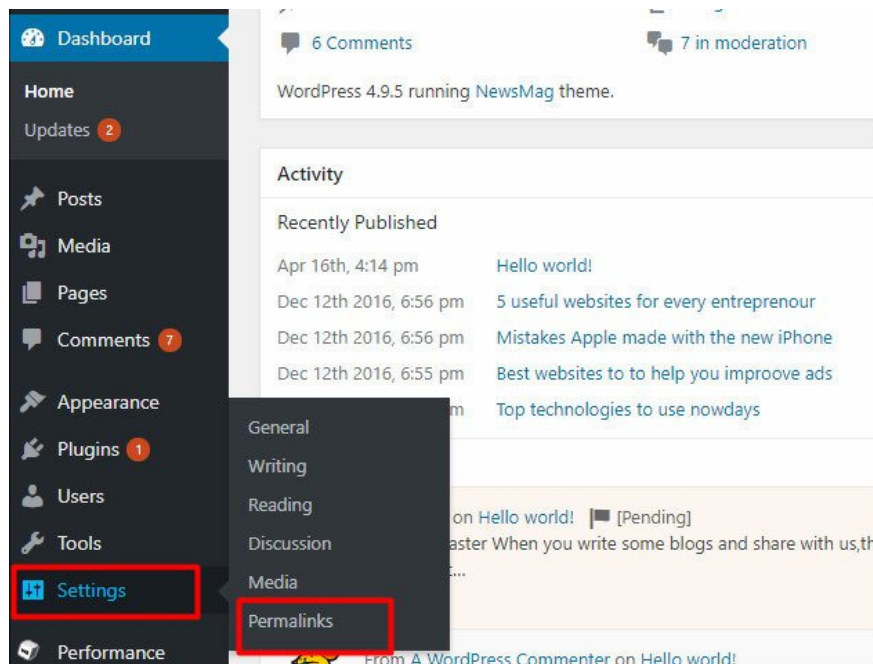 Dashboard
Home
Updates 2
Posts
Media
Pages
Comments 7
Appearance
Plugins 1
Users
Tools
Settings
Performance
General
Writing
Reading
Discussion
Media
Permalinks
6 Comments 7 in moderation
WordPress 4.9.5 running NewsMag theme.
Activity
Recently Published
Apr 16th, 4:14 pm Hello world!
Dec 12th 2016, 6:56 pm 5 useful websites for every entreprenour
Dec 12th 2016, 6:56 pm Mistakes Apple made with the new iPhone
Dec 12th 2016, 6:55 pm Best websites to to help you improove ads
m Top technologies to use nowdays
on Hello world! [Pending]
aster When you write some blogs and share with us,th
t...
From A WordPress Commenter on Hello world!